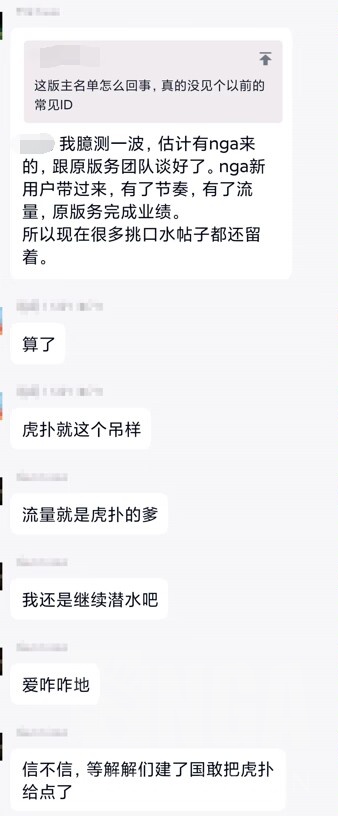 这版主名单怎么回事，真的没见个以前的
常见ID
我臆测一波，估计有nga来
的，跟原版务团队谈好了。nga新
用户带过来，有了节奏，有了流
量，原版务完成业绩。
所以现在很多挑口水帖子都还留
着。
算了
虎扑就这个吊样
流量就是虎扑的爹
我还是继续潜水吧
爱咋咋地
信不信，等解解们建了国敢把虎扑
给点了